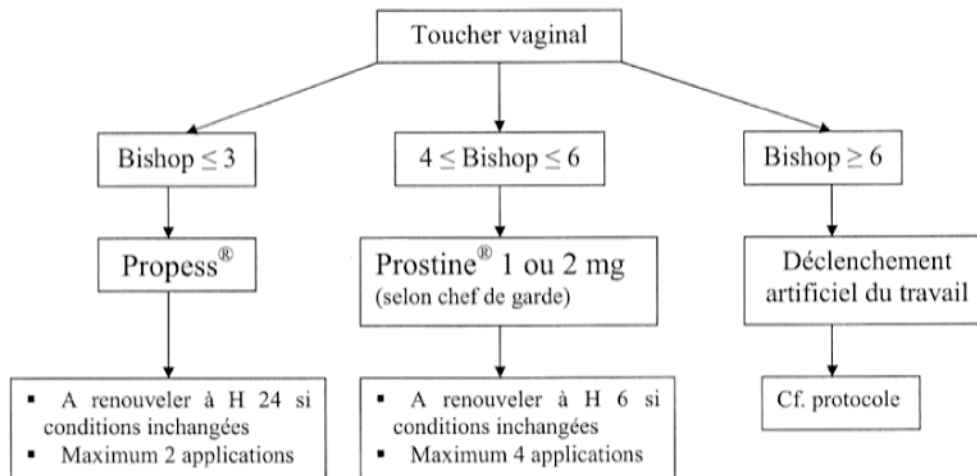 Toucher vaginal
Bishop ≤ 3
4 ≤ Bishop ≤ 6
Bishop ≥ 6
Propess®
Prostine® 1 ou 2 mg
(selon chef de garde)
Déclenchement
artificiel du travail
▪ A renouveler à H 24 si
conditions inchangées
▪ Maximum 2 applications
▪ A renouveler à H 6 si
conditions inchangées
▪ Maximum 4 applications
Cf. protocole